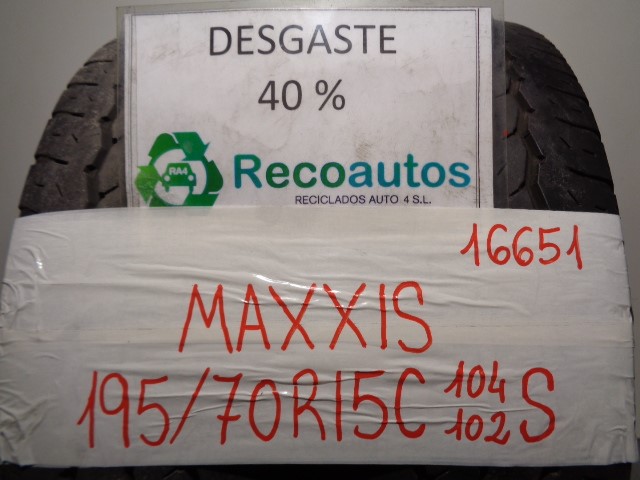 DESGASTE
40 %
RA4
Recoautos
RECICLADOS AUTO 4 S.L.
16651
MAXXIS
195/70R15C 104/102 S